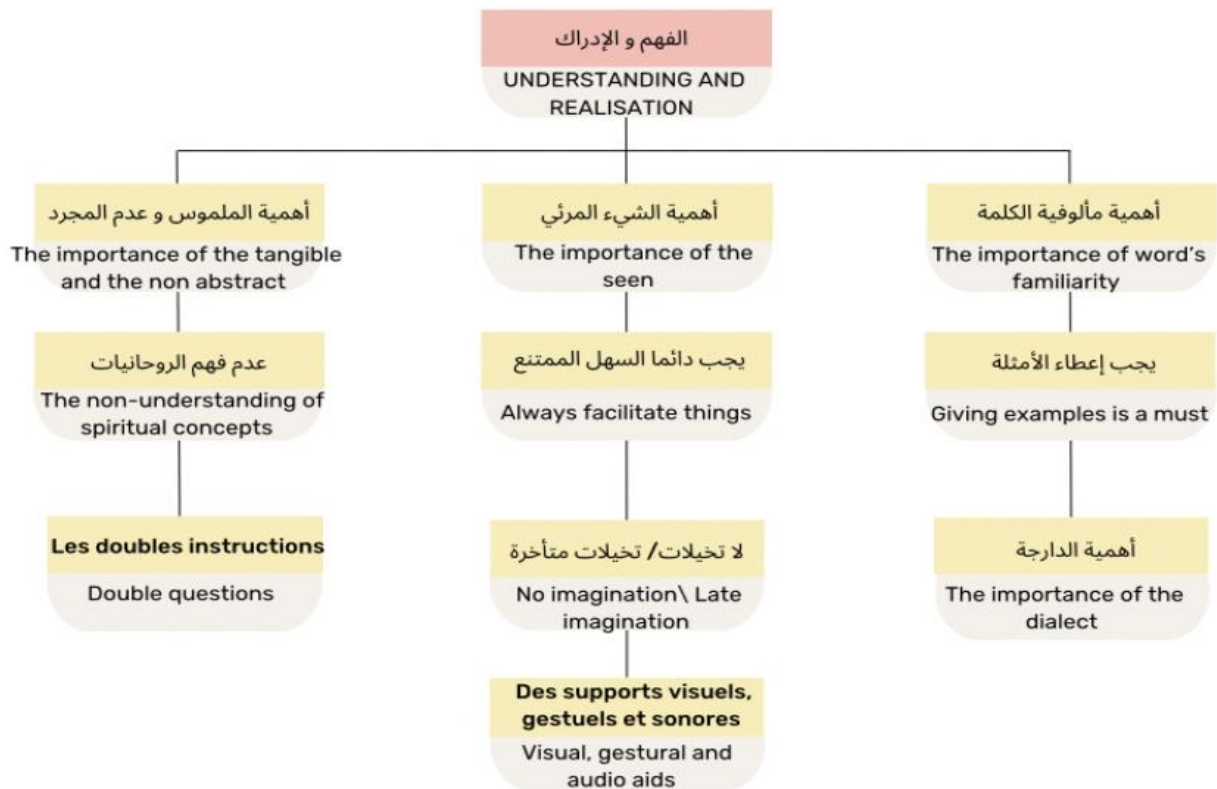 الفهم و الإدراك
UNDERSTANDING AND
REALISATION
أهمية الملموس و عدم المجرد
The importance of the tangible
and the non abstract
أهمية الشيء المرئي
The importance of the
seen
أهمية مألوفية الكلمة
The importance of word's
familiarity
عدم فهم الروحانيات
The non-understanding of
spiritual concepts
يجب دائما السهل الممتنع
Always facilitate things
يجب إعطاء الأمثلة
Giving examples is a must
Les doubles instructions
Double questions
لا تخيلات/ تخيلات متأخرة
No imagination\ Late
imagination
أهمية الدارجة
The importance of the
dialect
Des supports visuels,
gestuels et sonores
Visual, gestural and
audio aids